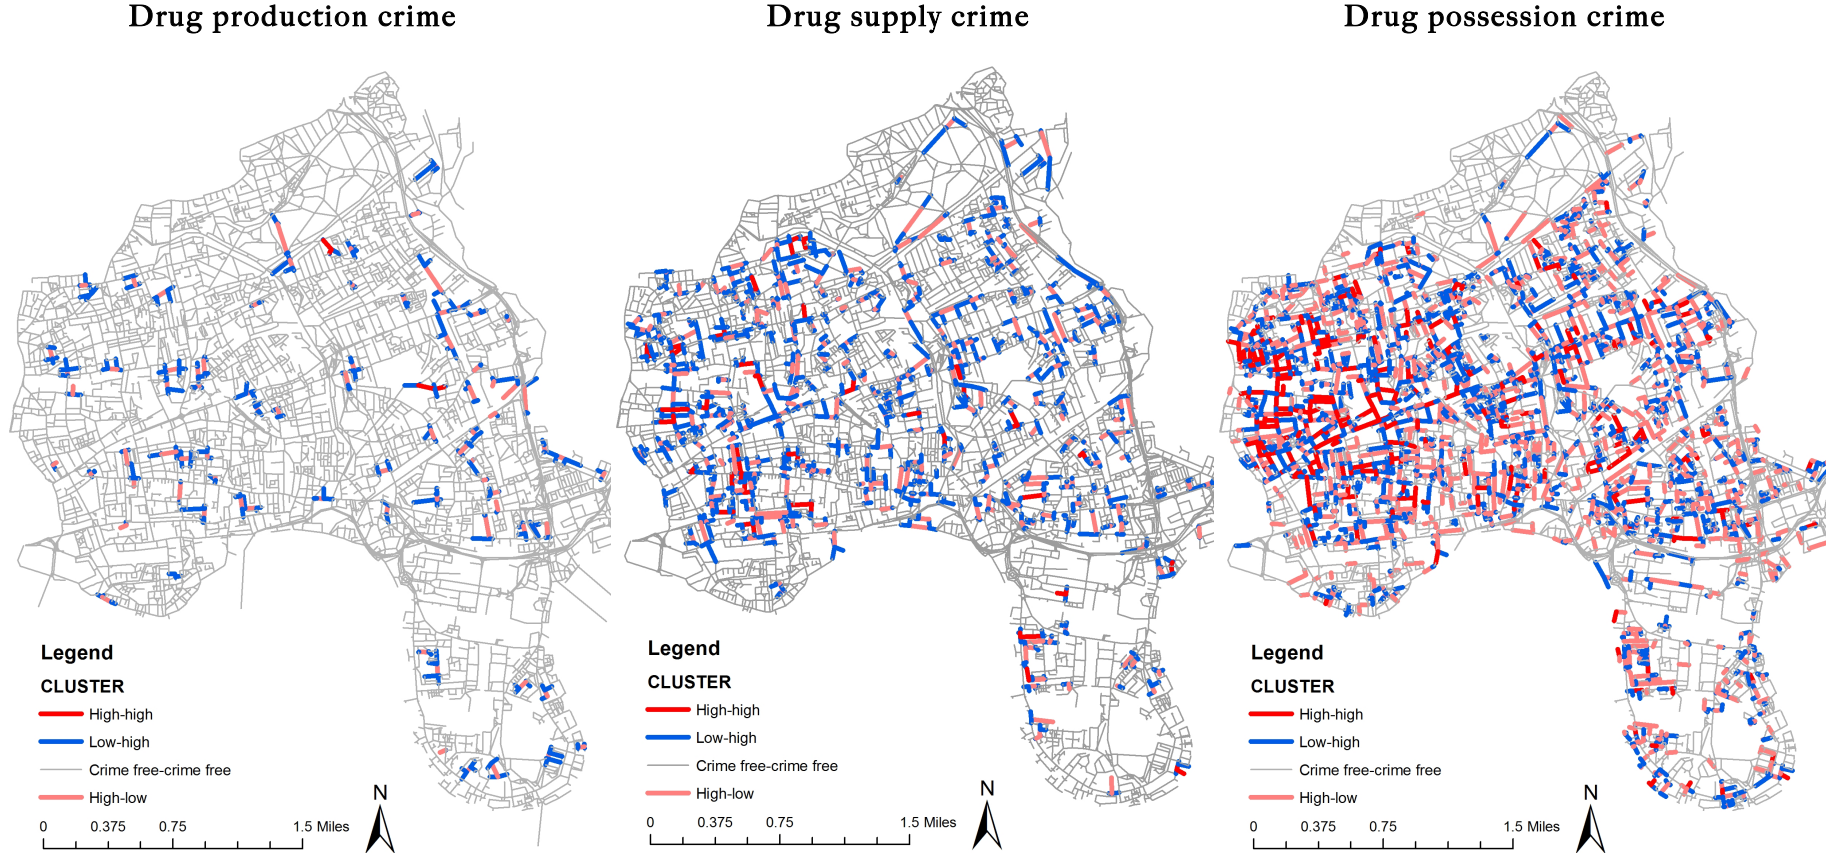 Drug production crime
Drug supply crime
Drug possession crime
Legend
CLUSTER
High-high
Low-high
Crime free-crime free
High-low
0 0.375 0.75 1.5 Miles
N
Legend
CLUSTER
High-high
Low-high
Crime free-crime free
High-low
0 0.375 0.75 1.5 Miles
N
Legend
CLUSTER
High-high
Low-high
Crime free-crime free
High-low
0 0.375 0.75 1.5 Miles
N